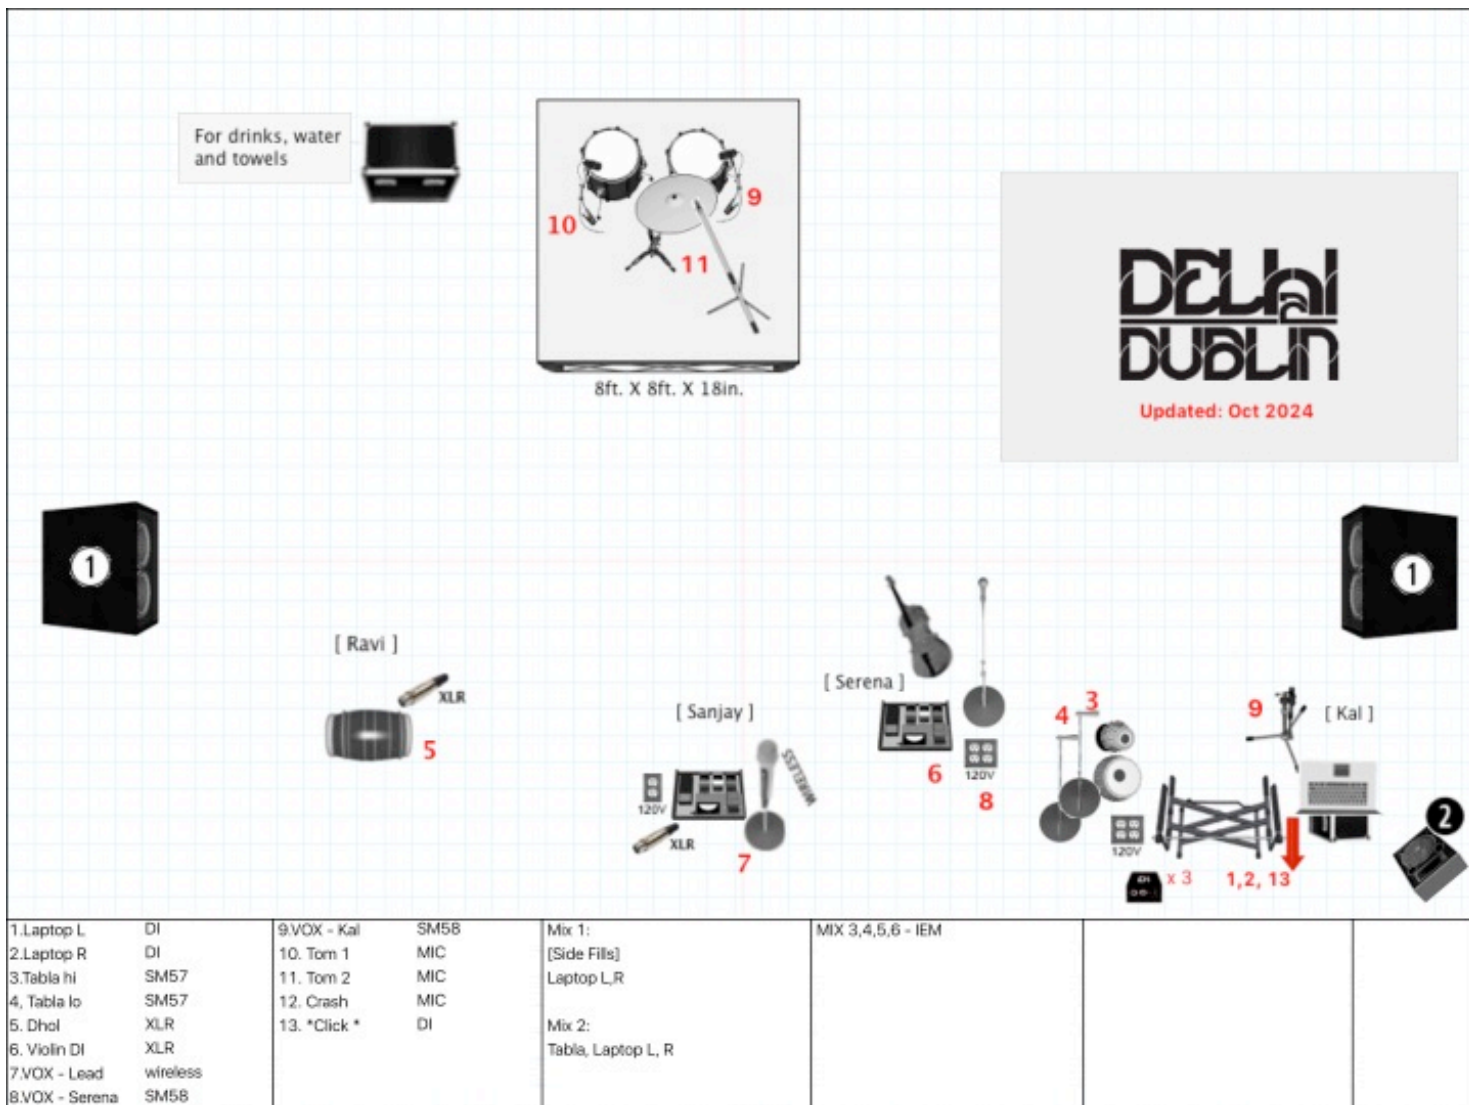 For drinks, water
and towels
10
9
11
8ft. X 8ft. X 18in.
DELHI
2
DUBLIN
Updated: Oct 2024
1
1
[ Ravi ]
XLR
5
[ Sanjay ]
120V
WIRELESS
XLR
7
[ Serena ]
6
120V
8
3
4
9
[ Kal ]
120V
x 3
1,2, 13
2
1.Laptop L DI
2.Laptop R DI
3.Tabla hi SM57
4, Tabla lo SM57
5. Dhol XLR
6. Violin DI XLR
7.VOX - Lead wireless
8.VOX - Serena SM58
9.VOX - Kal SM58
10. Tom 1 MIC
11. Tom 2 MIC
12. Crash MIC
13. *Click * DI
Mix 1:
[Side Fills]
Laptop L,R
Mix 2:
Tabla, Laptop L, R
MIX 3,4,5,6 - IEM